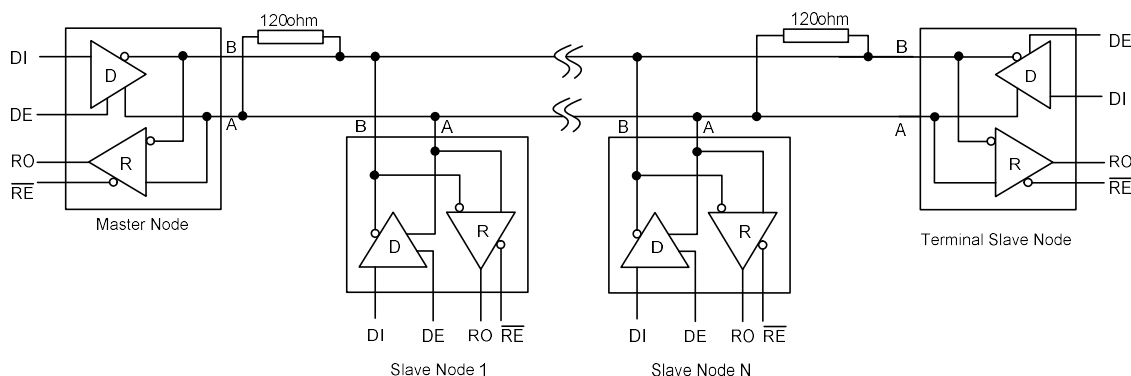 120ohm
120ohm
DI
B
B
DE
D
D
DI
DE
A
B
A
B
A
A
RO
R
R
RO
RE
RE
Master Node
Terminal Slave Node
D
R
D
R
DI
DE
RO
RE
DI
DE
RO
RE
Slave Node 1
Slave Node N